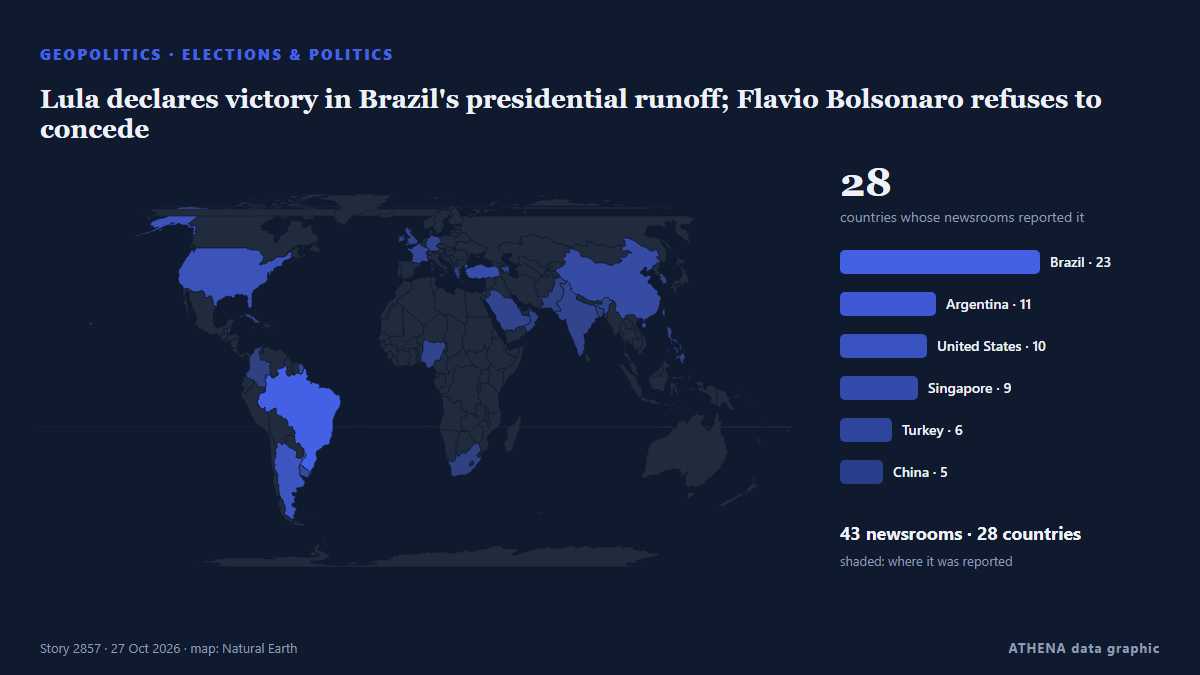 GEOPOLITICS · ELECTIONS & POLITICS
Lula declares victory in Brazil's presidential runoff; Flavio Bolsonaro refuses to
concede
28
countries whose newsrooms reported it
Brazil · 23
Argentina · 11
United States · 10
Singapore · 9
Turkey · 6
China · 5
43 newsrooms · 28 countries
shaded: where it was reported
Story 2857 · 27 Oct 2026 · map: Natural Earth
ATHENA data graphic